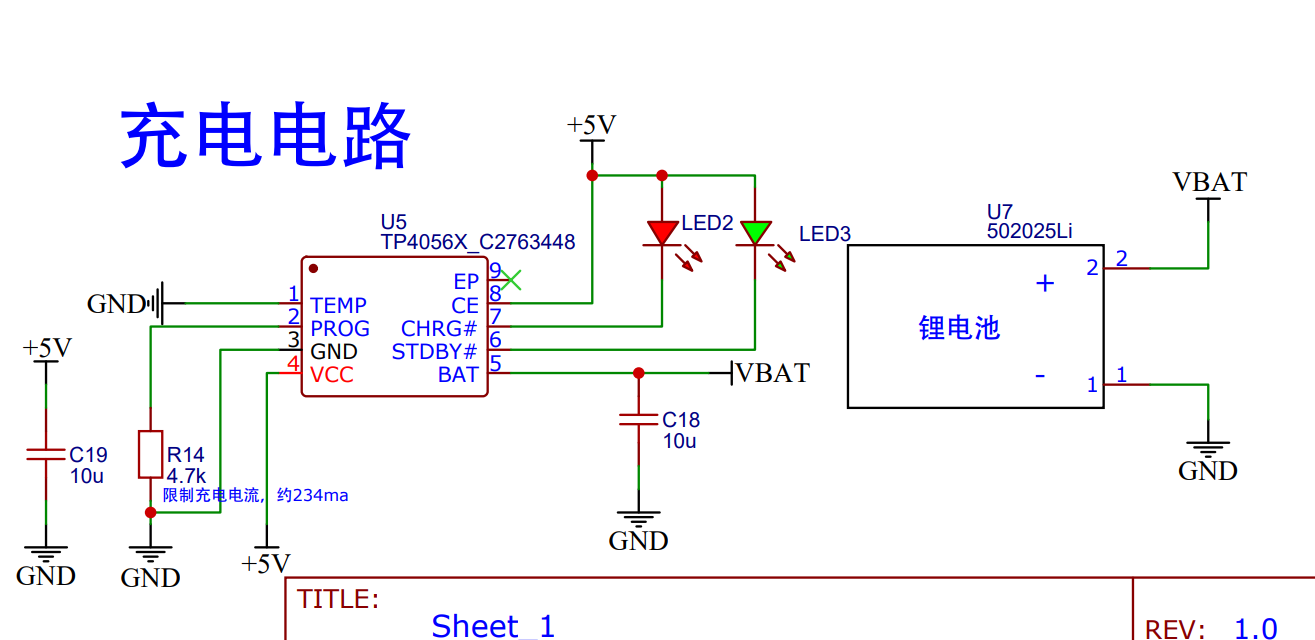 充电电路
+5V
VBAT
U5
TP4056X_C2763448
LED2
LED3
U7
502025Li
GND
1
TEMP
2
PROG
3
GND
4
VCC
EP
9
CE
8
CHRG#
7
STDBY#
6
BAT
5
VBAT
2
2
+
锂电池
-
1
1
+5V
C19
10u
R14
4.7k
限制充电电流，约234ma
C18
10u
GND
GND
GND
+5V
GND
TITLE:
Sheet_1
REV:
1.0